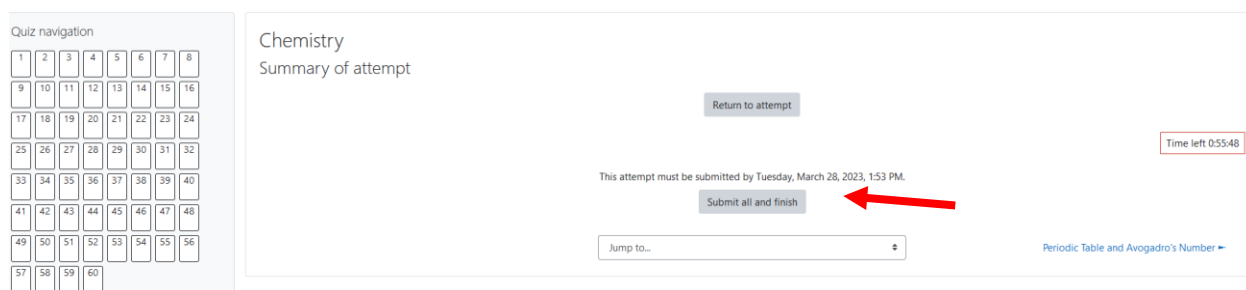 Quiz navigation
1 2 3 4 5 6 7 8
9 10 11 12 13 14 15 16
17 18 19 20 21 22 23 24
25 26 27 28 29 30 31 32
33 34 35 36 37 38 39 40
41 42 43 44 45 46 47 48
49 50 51 52 53 54 55 56
57 58 59 60
Chemistry
Summary of attempt
Return to attempt
Time left 0:55:48
This attempt must be submitted by Tuesday, March 28, 2023, 1:53 PM.
Submit all and finish
Jump to...
Periodic Table and Avogadro's Number ►